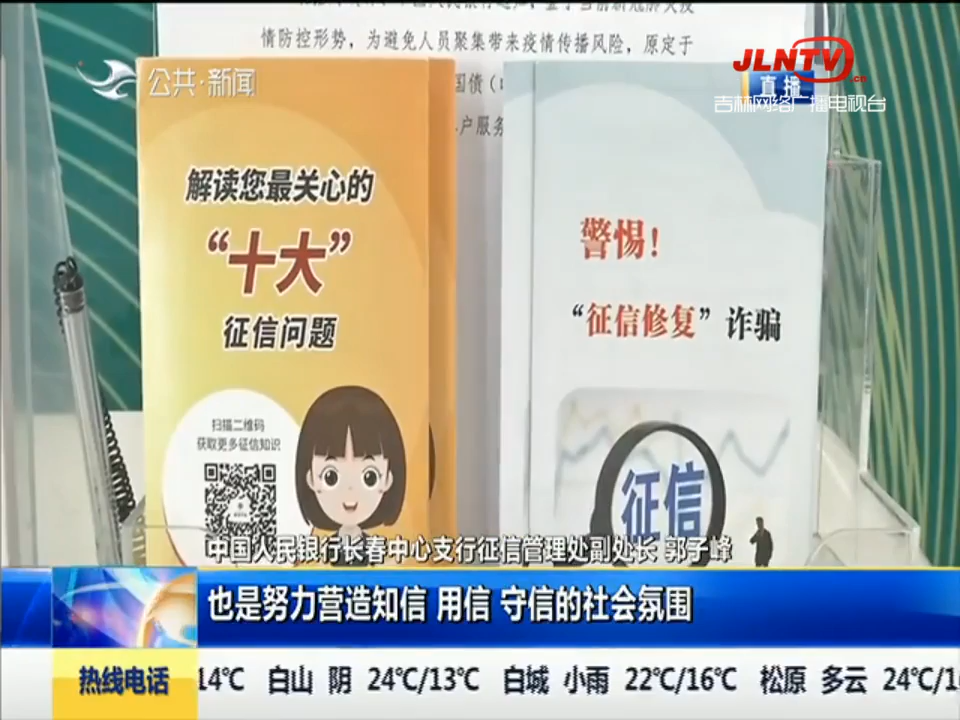 情防控形势，为避免人员聚集带来疫情传播风险，原定于
国债
户服务
公共·新闻
JLNTV.cn
直播
吉林网络广播电视台
解读您最关心的
“十大”
征信问题
扫描二维码
获取更多征信知识
警惕！
“征信修复”诈骗
征信
中国人民银行长春中心支行征信管理处副处长 郭子峰
也是努力营造知信 用信 守信的社会氛围
热线电话
14℃ 白山 阴 24℃/13℃ 白城 小雨 22℃/16℃ 松原 多云 24℃/1